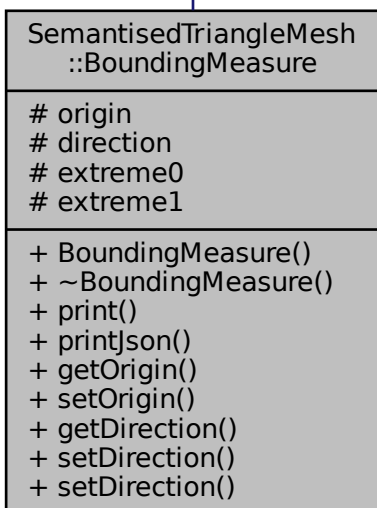 SemantisedTriangleMesh
::BoundingMeasure
# origin
# direction
# extreme0
# extreme1
+ BoundingMeasure()
+ ~BoundingMeasure()
+ print()
+ printJson()
+ getOrigin()
+ setOrigin()
+ getDirection()
+ setDirection()
+ setDirection()